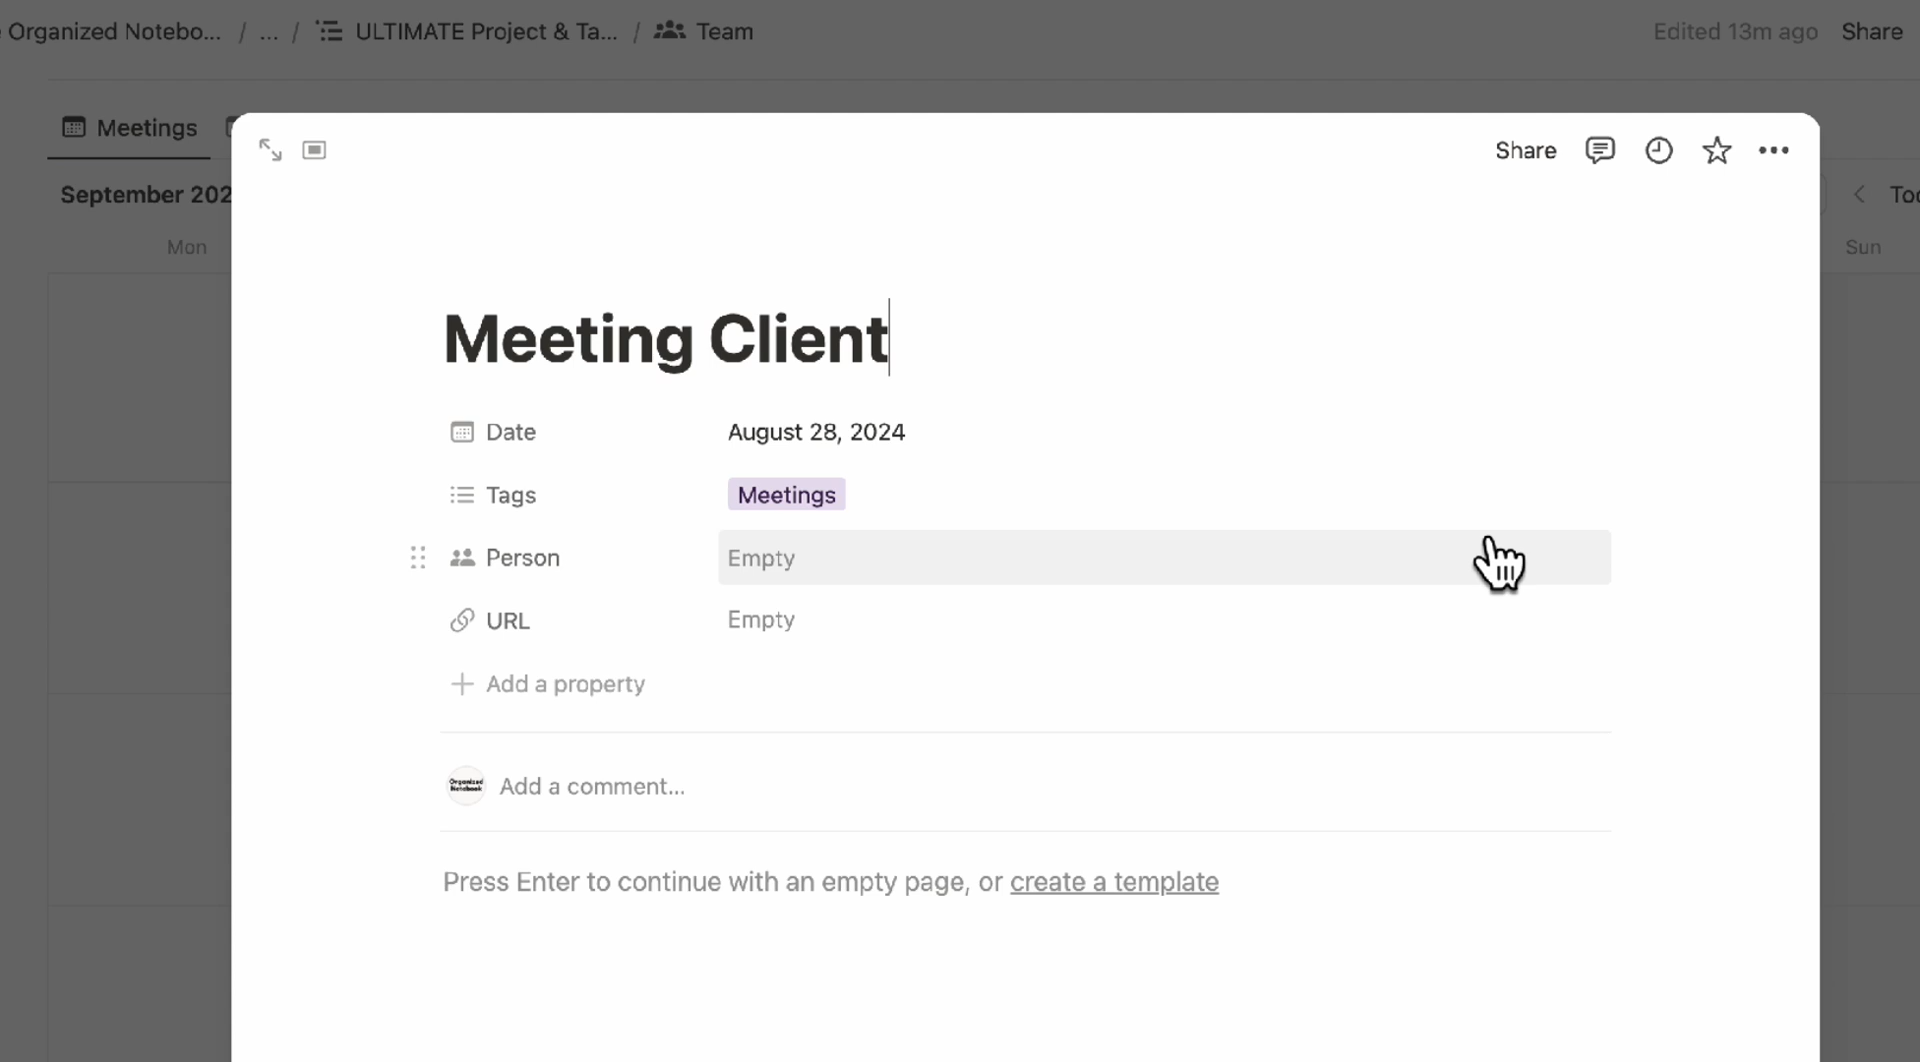 Organized Notebo... / ... / ULTIMATE Project & Ta... / Team
Edited 13m ago Share
Meetings
September 202
Mon
Sun
Share
Meeting Client
Date August 28, 2024
Tags Meetings
Person Empty
URL Empty
Add a property
Organized
Notebook
Add a comment...
Press Enter to continue with an empty page, or create a template